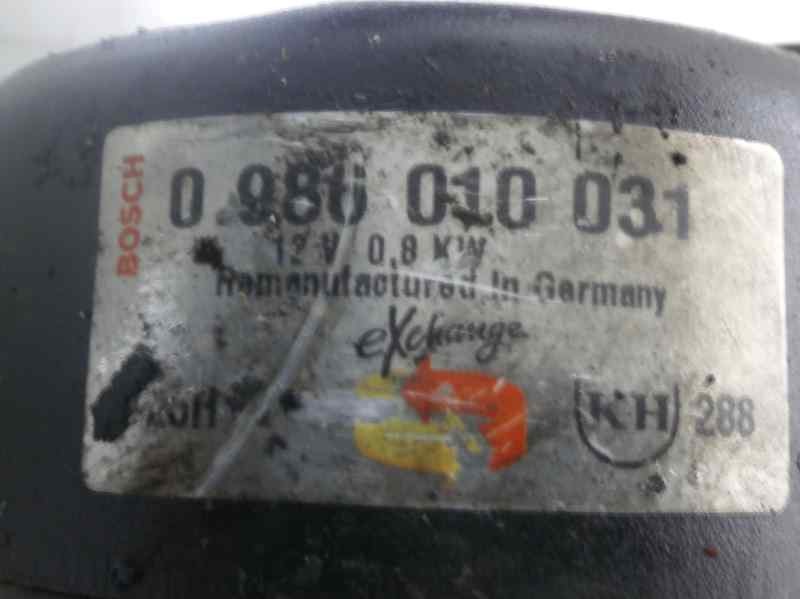 BOSCH
0 986 010 031
12 V 0,8 KW
Remanufactured in Germany
eXchange
KH 288